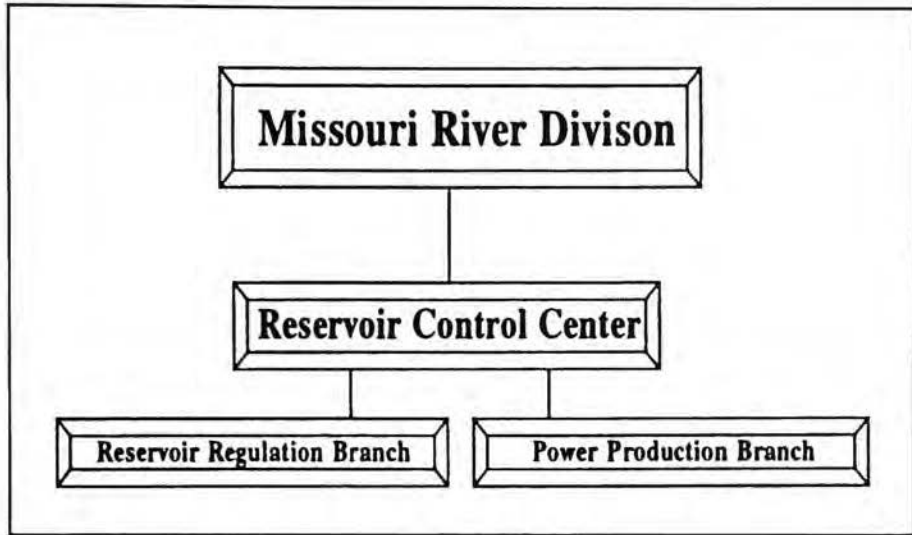 Missouri River Divison
Reservoir Control Center
Reservoir Regulation Branch
Power Production Branch